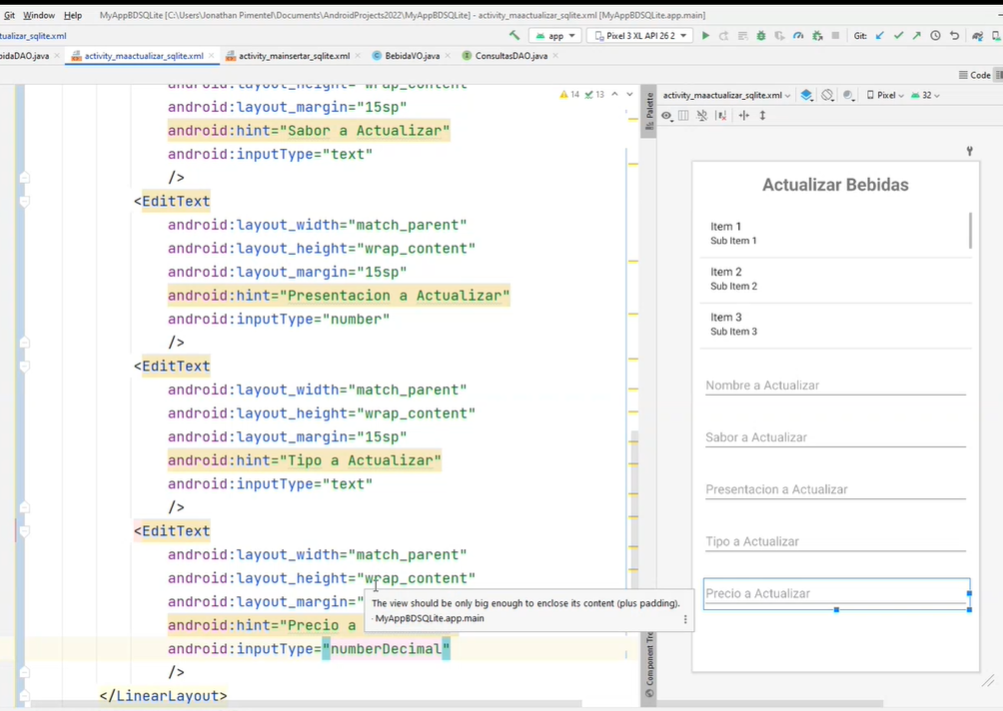 Git Window Help MyAppBDSQLite [C:\Users\Jonathan Pimentel\Documents\AndroidProjects2022\MyAppBDSQLite] - activity_maactualizar_sqlite.xml [MyAppBDSQLite.app.main]
tualizar_sqlite.xml
app Pixel 3 XL API 26 2 Git:
bidaDAO.java activity_maactualizar_sqlite.xml activity_mainsertar_sqlite.xml BebidaVO.java ConsultasDAO.java
Code
14 13 Palette activity_maactualizar_sqlite.xml Pixel 32
android:layout_height="wrap_content"
android:layout_margin="15sp"
android:hint="Sabor a Actualizar"
android:inputType="text"
/>
<EditText
android:layout_width="match_parent"
android:layout_height="wrap_content"
android:layout_margin="15sp"
android:hint="Presentacion a Actualizar"
android:inputType="number"
/>
<EditText
android:layout_width="match_parent"
android:layout_height="wrap_content"
android:layout_margin="15sp"
android:hint="Tipo a Actualizar"
android:inputType="text"
/>
<EditText
android:layout_width="match_parent"
android:layout_height="wrap_content"
android:layout_margin="
android:hint="Precio a
android:inputType="numberDecimal"
/>
</LinearLayout>
The view should be only big enough to enclose its content (plus padding).
MyAppBDSQLite.app.main
Component Tre
Actualizar Bebidas
Item 1
Sub Item 1
Item 2
Sub Item 2
Item 3
Sub Item 3
Nombre a Actualizar
Sabor a Actualizar
Presentacion a Actualizar
Tipo a Actualizar
Precio a Actualizar